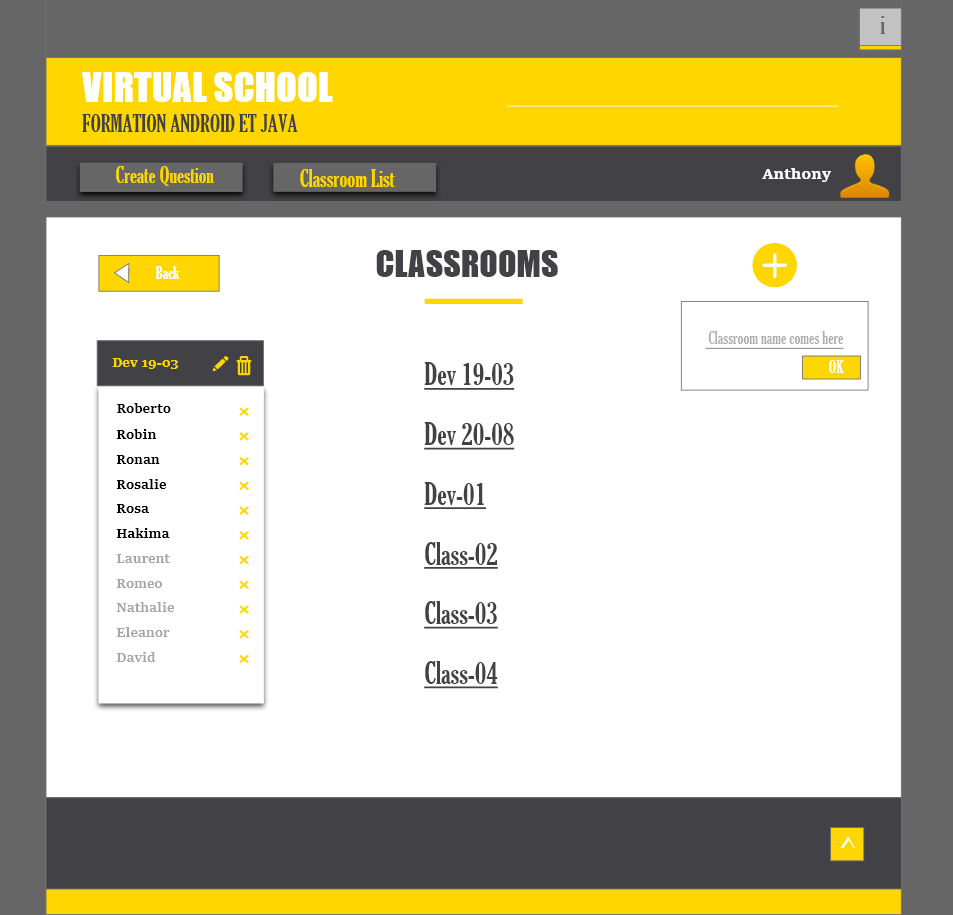 i
VIRTUAL SCHOOL
FORMATION ANDROID ET JAVA
Create Question
Classroom List
Anthony
Back
CLASSROOMS
Classroom name comes here
OK
Dev 19-03
Roberto
Robin
Ronan
Rosalie
Rosa
Hakima
Laurent
Romeo
Nathalie
Eleanor
David
Dev 19-03
Dev 20-08
Dev-01
Class-02
Class-03
Class-04